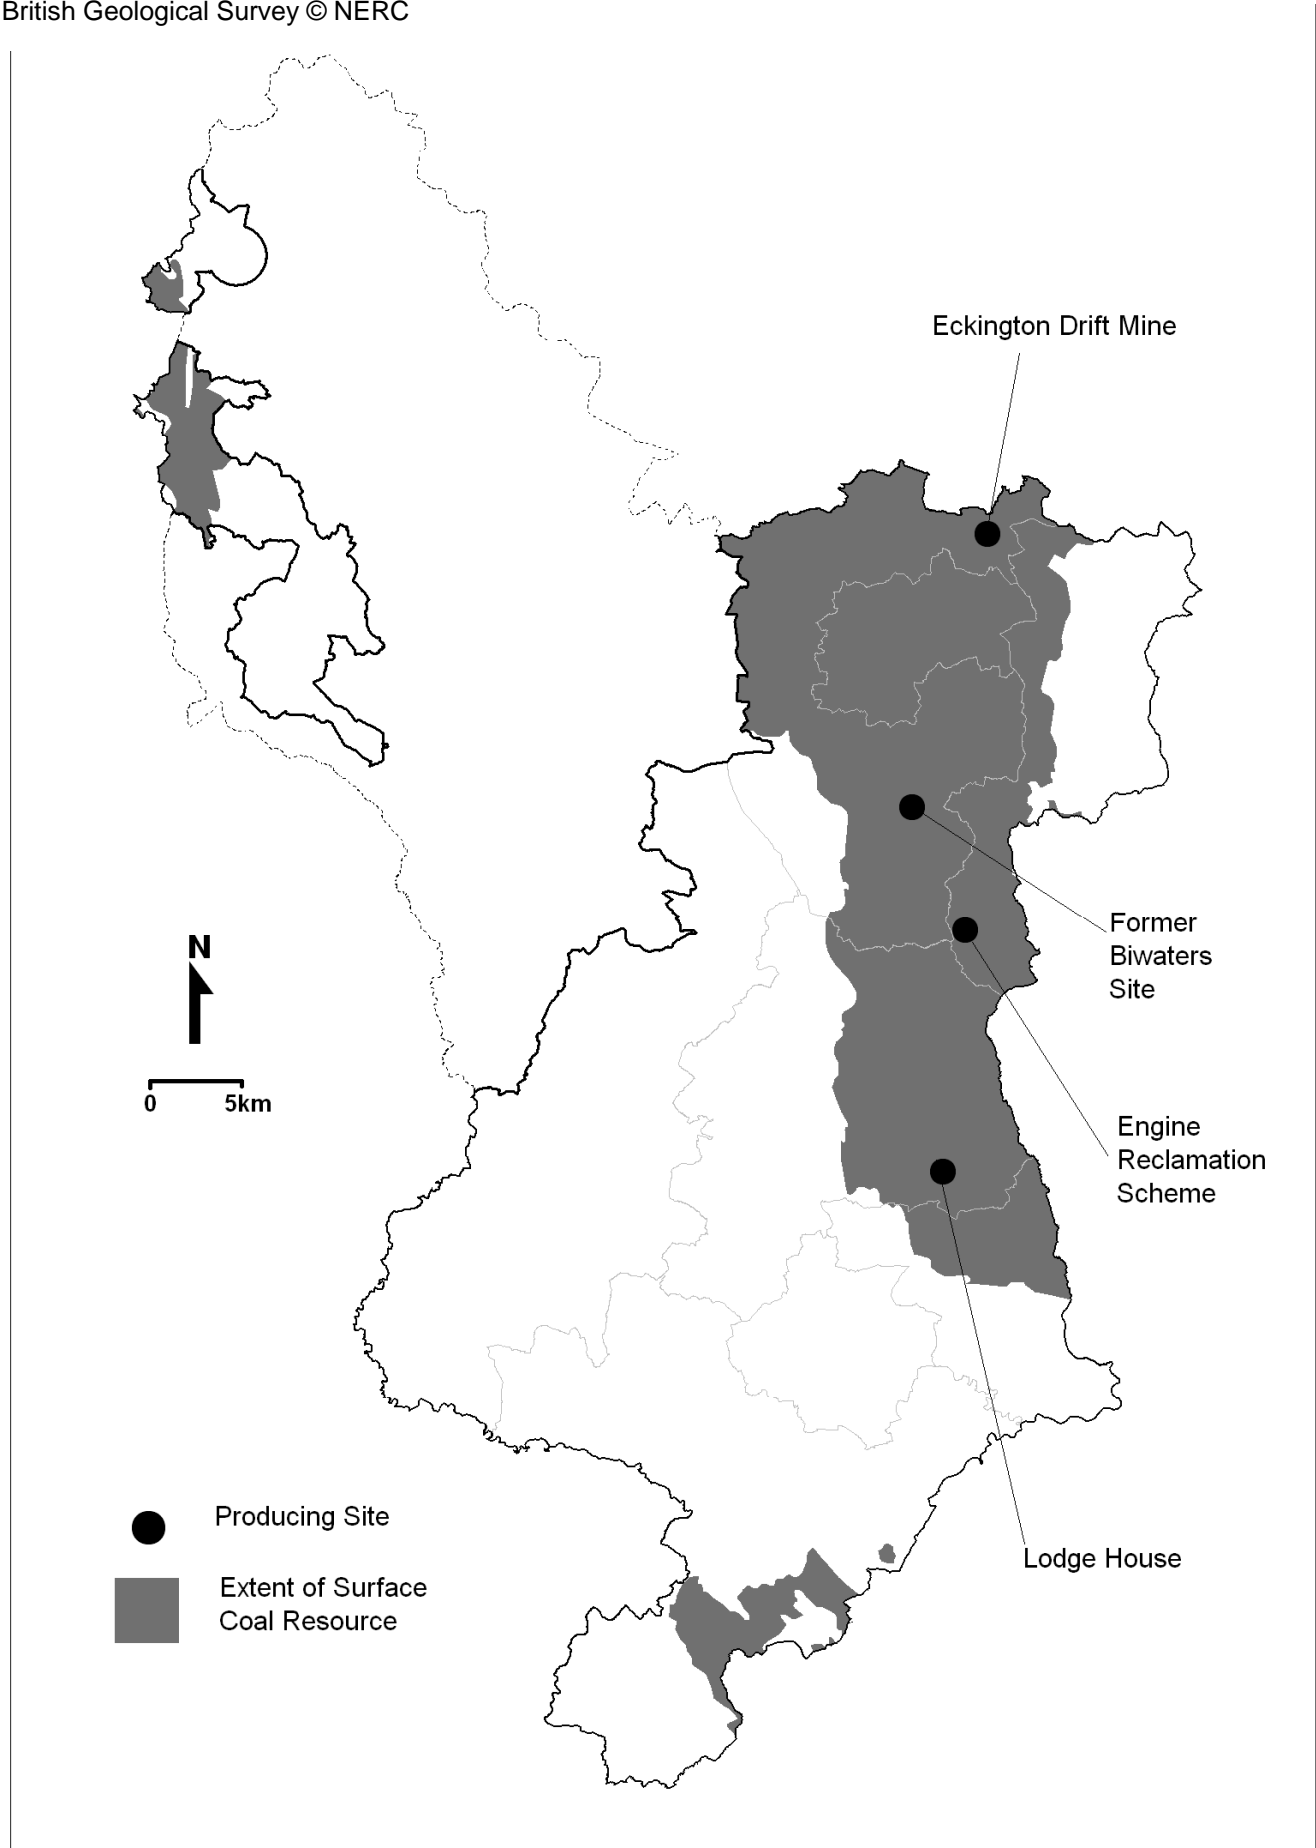 British Geological Survey © NERC
Eckington Drift Mine
Former
Biwaters
Site
N
0 5km
Engine
Reclamation
Scheme
Producing Site
Extent of Surface
Coal Resource
Lodge House